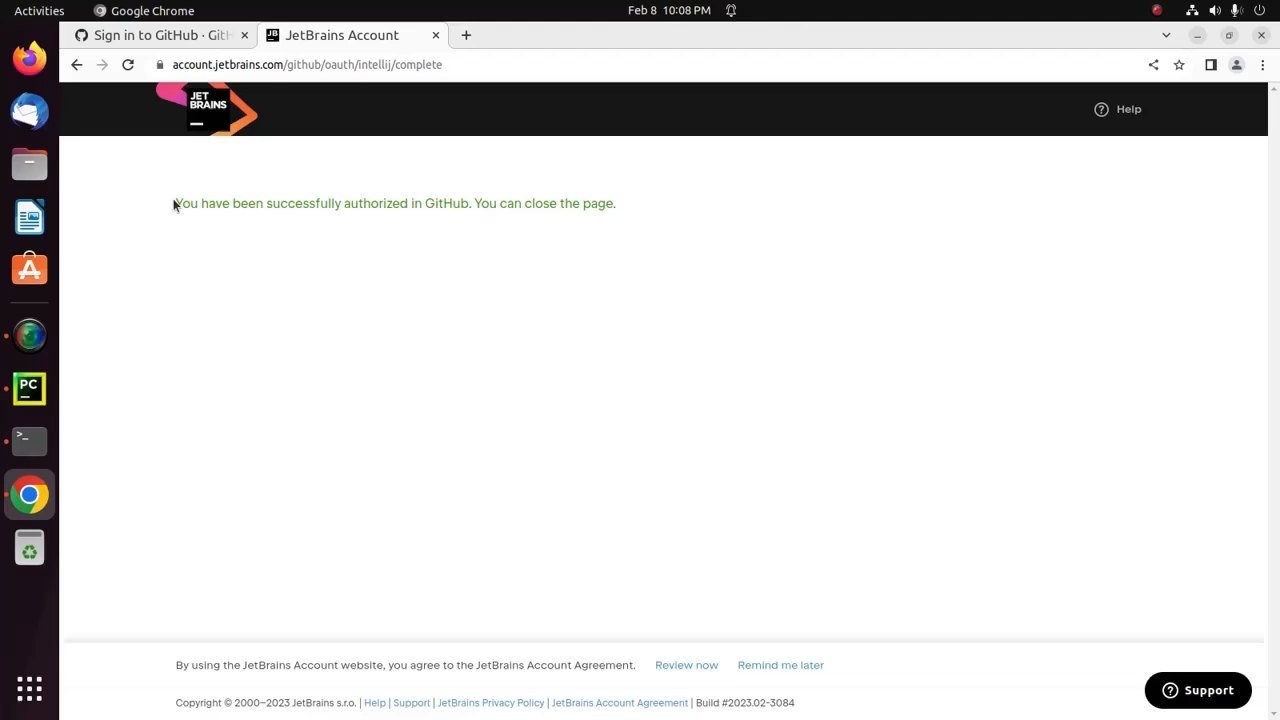 Activities
Google Chrome
Feb 8 10:08 PM
Sign in to GitHub · GitH
JB
JetBrains Account
account.jetbrains.com/github/oauth/intellij/complete
JET
BRAINS
Help
You have been successfully authorized in GitHub. You can close the page.
PC
>_
By using the JetBrains Account website, you agree to the JetBrains Account Agreement. Review now Remind me later
Support
Copyright © 2000–2023 JetBrains s.r.o. | Help | Support | JetBrains Privacy Policy | JetBrains Account Agreement | Build #2023.02-3084